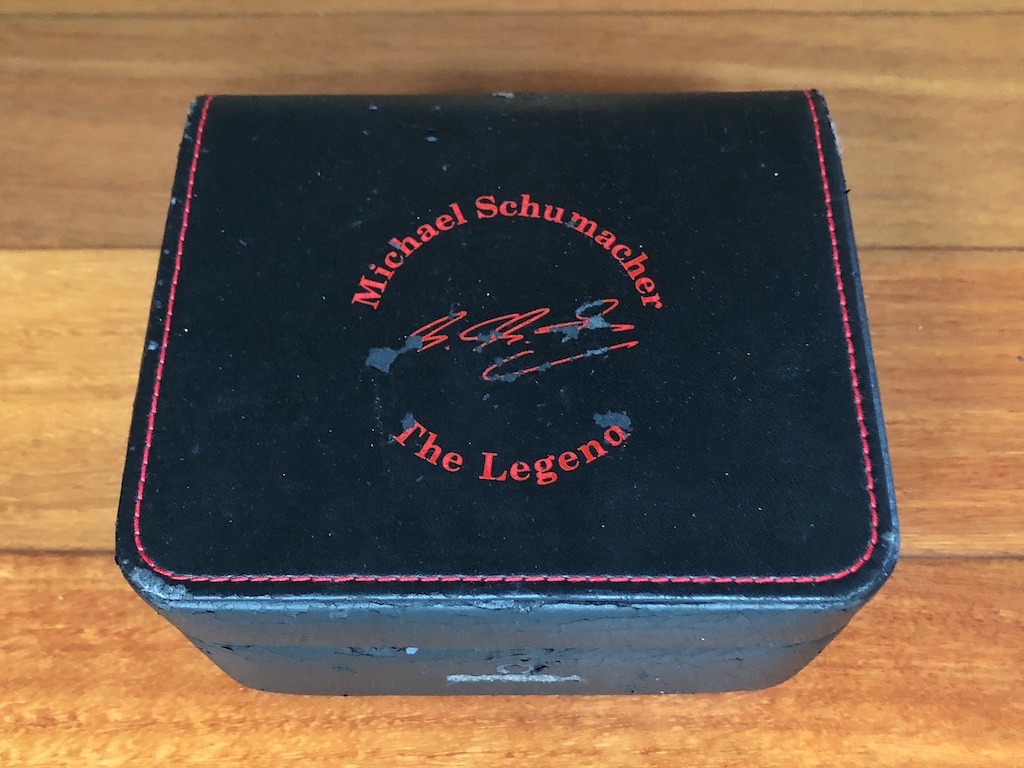 Michael Schumacher
The Legend